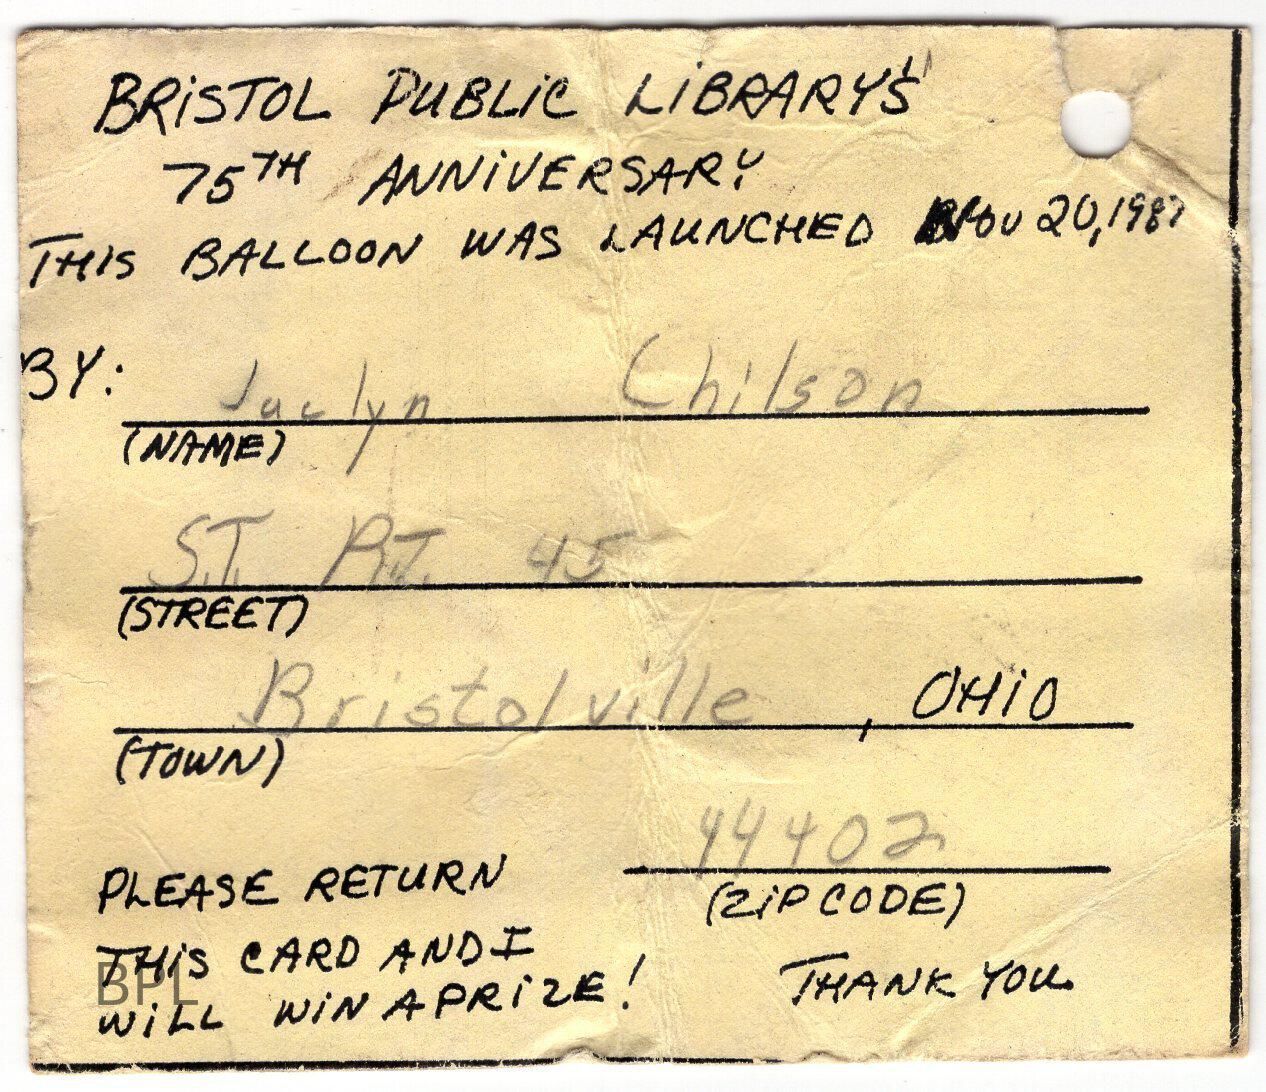 BRiSTOL PUBLiC LiBRARY'S
75TH ANNiVERSARY
THiS BALLOON WAS LAUNCHED Nov 20, 1987
BY: Jaclyn Chilson
(NAME)
S.T. R.T. 45
(STREET)
Bristolville, OHiO
(TOWN)
44402
(ZiP CODE)
PLEASE RETURN
THiS CARD AND I
WiLL WiN A PRiZE!
THANK YOU
BPL